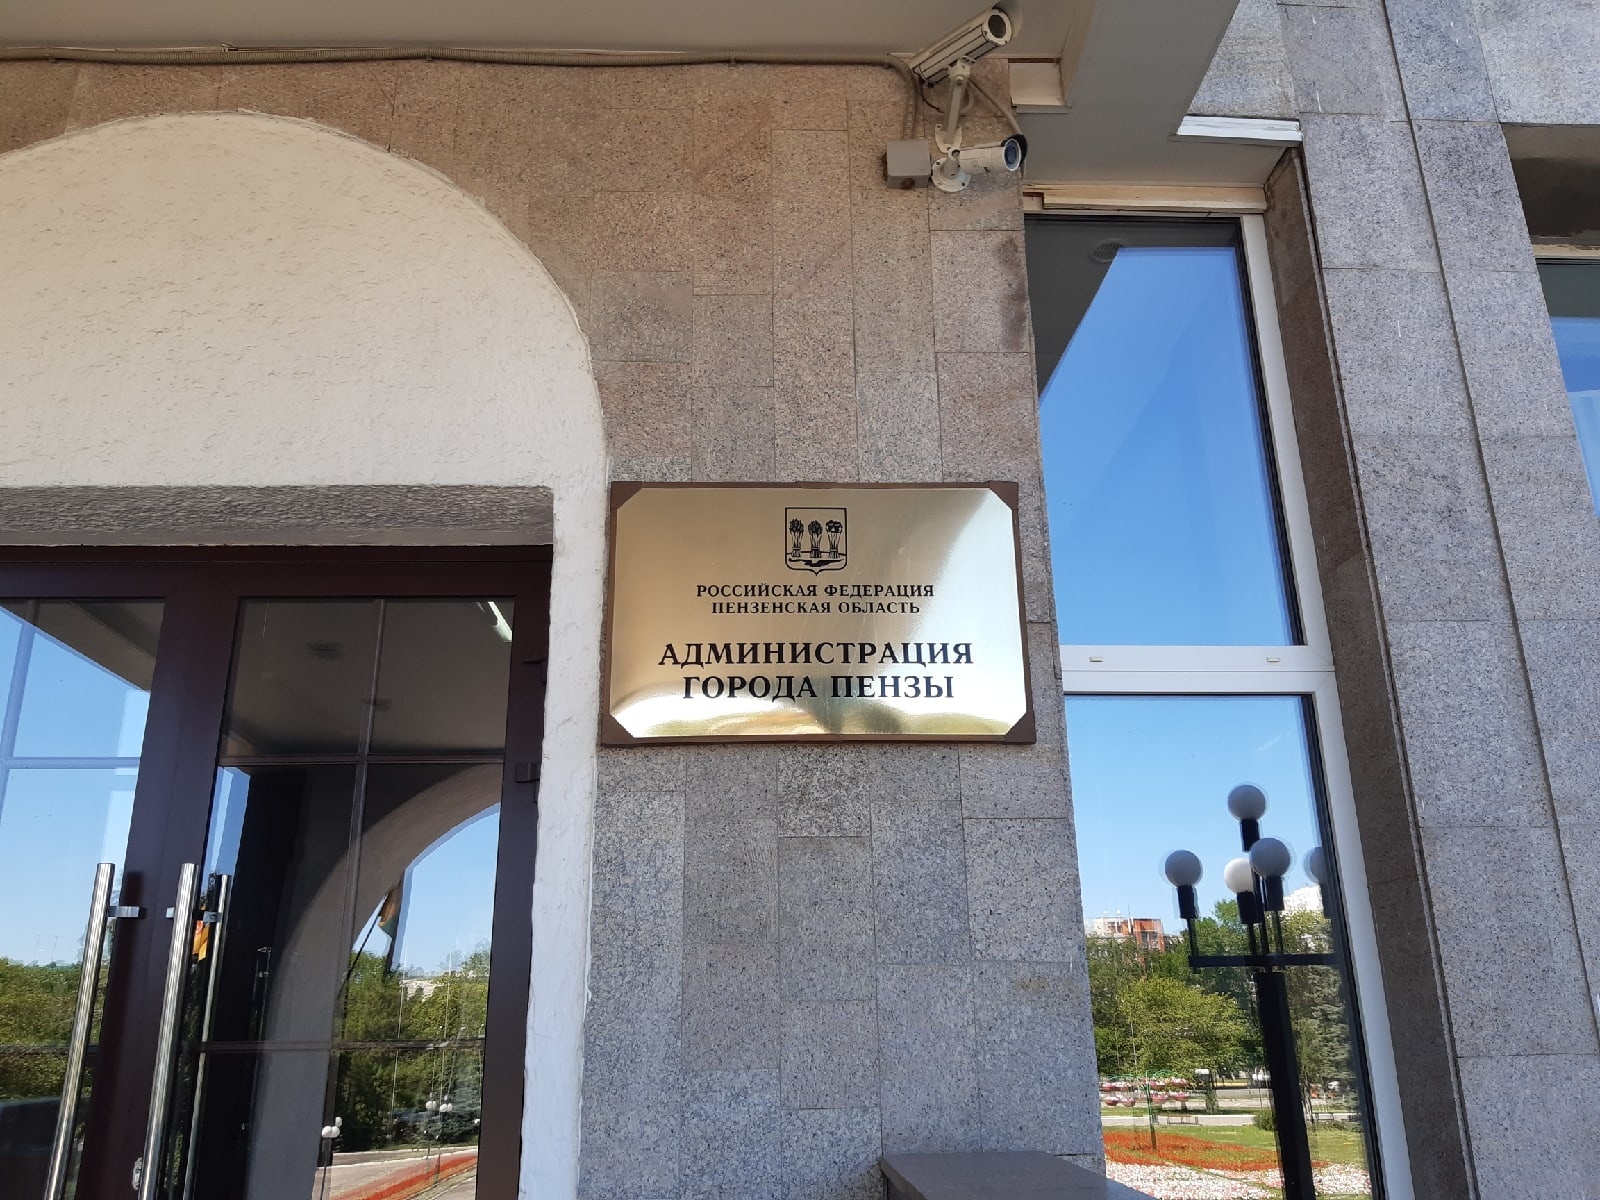 РОССИЙСКАЯ ФЕДЕРАЦИЯ
ПЕНЗЕНСКАЯ ОБЛАСТЬ
АДМИНИСТРАЦИЯ
ГОРОДА ПЕНЗЫ